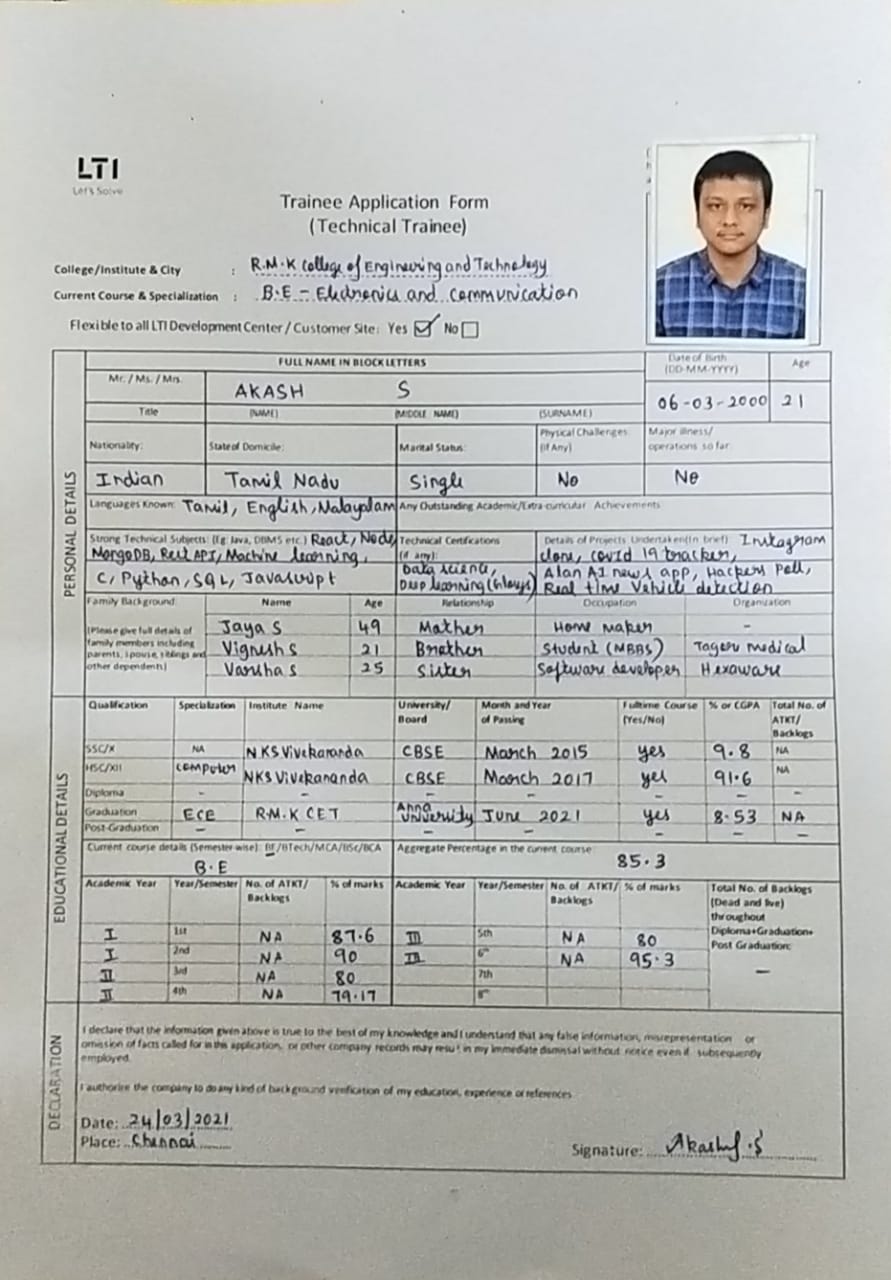 LTI
Let's Solve
Trainee Application Form
(Technical Trainee)
College/Institute & City : R.M.K College of Engineering and Technology
Current Course & Specialization : B.E - Electronics and Communication
Flexible to all LTI Development Center / Customer Site: Yes ☑ No ☐
PERSONAL DETAILS
FULL NAME IN BLOCK LETTERS Date of Birth (DD-MM-YYYY) Age
Mr. / Ms. / Mrs. AKASH S 06-03-2000 21
Title (NAME) (MIDDLE NAME) (SURNAME)
Nationality: State of Domicile: Marital Status: Physical Challenges: (If Any) Major illness/ operations so far:
Indian Tamil Nadu Single No No
Languages Known: Tamil, English, Malayalam Any Outstanding Academic/Extra-curricular Achievements
Strong Technical Subjects: (Eg: Java, DBMS etc.) React, Node, MongoDB, Rest API, Machine learning, C, Python, SQL, Javascript
Technical Certifications (if any): Data science, Deep learning
Details of Projects Undertaken(In brief) Instagram clone, covid 19 tracker, Alan AI news app, Hackers Poll, Real time Vehicle detection
Family Background: Name Age Relationship Occupation Organization
(Please give full details of family members including parents, spouse, siblings and other dependents)
Jaya S 49 Mother Home maker -
Vignesh S 21 Brother Student (MBBS) Tagore medical
Varsha S 25 Sister Software developer Hexaware
EDUCATIONAL DETAILS
Qualification Specialization Institute Name University/ Board Month and Year of Passing Fulltime Course (Yes/No) % or CGPA Total No. of ATKT/ Backlogs
SSC/X NA NKS Vivekananda CBSE March 2015 yes 9.8 NA
HSC/XII Computer NKS Vivekananda CBSE March 2017 yes 91.6 NA
Diploma - - - - - - -
Graduation ECE R.M.K CET Anna University June 2021 yes 8.53 NA
Post-Graduation - - - - - - -
Current course details (Semester wise): BE/BTech/MCA/BSc/BCA B.E Aggregate Percentage in the current course: 85.3
Academic Year Year/Semester No. of ATKT/ Backlogs % of marks Academic Year Year/Semester No. of ATKT/ Backlogs % of marks Total No. of Backlogs (Dead and live) throughout Diploma+Graduation+ Post Graduation: -
I 1st NA 87.6 III 5th NA 80
I 2nd NA 90 III 6th NA 95.3
II 3rd NA 80 7th
II 4th NA 79.17 8th
DECLARATION
I declare that the information given above is true to the best of my knowledge and I understand that any false information, misrepresentation or
omission of facts called for in this application, or other company records may result in my immediate dismissal without notice even if subsequently
employed.
I authorize the company to do any kind of background verification of my education, experience or references
Date: 24/03/2021
Place: Chennai
Signature: Akash.S